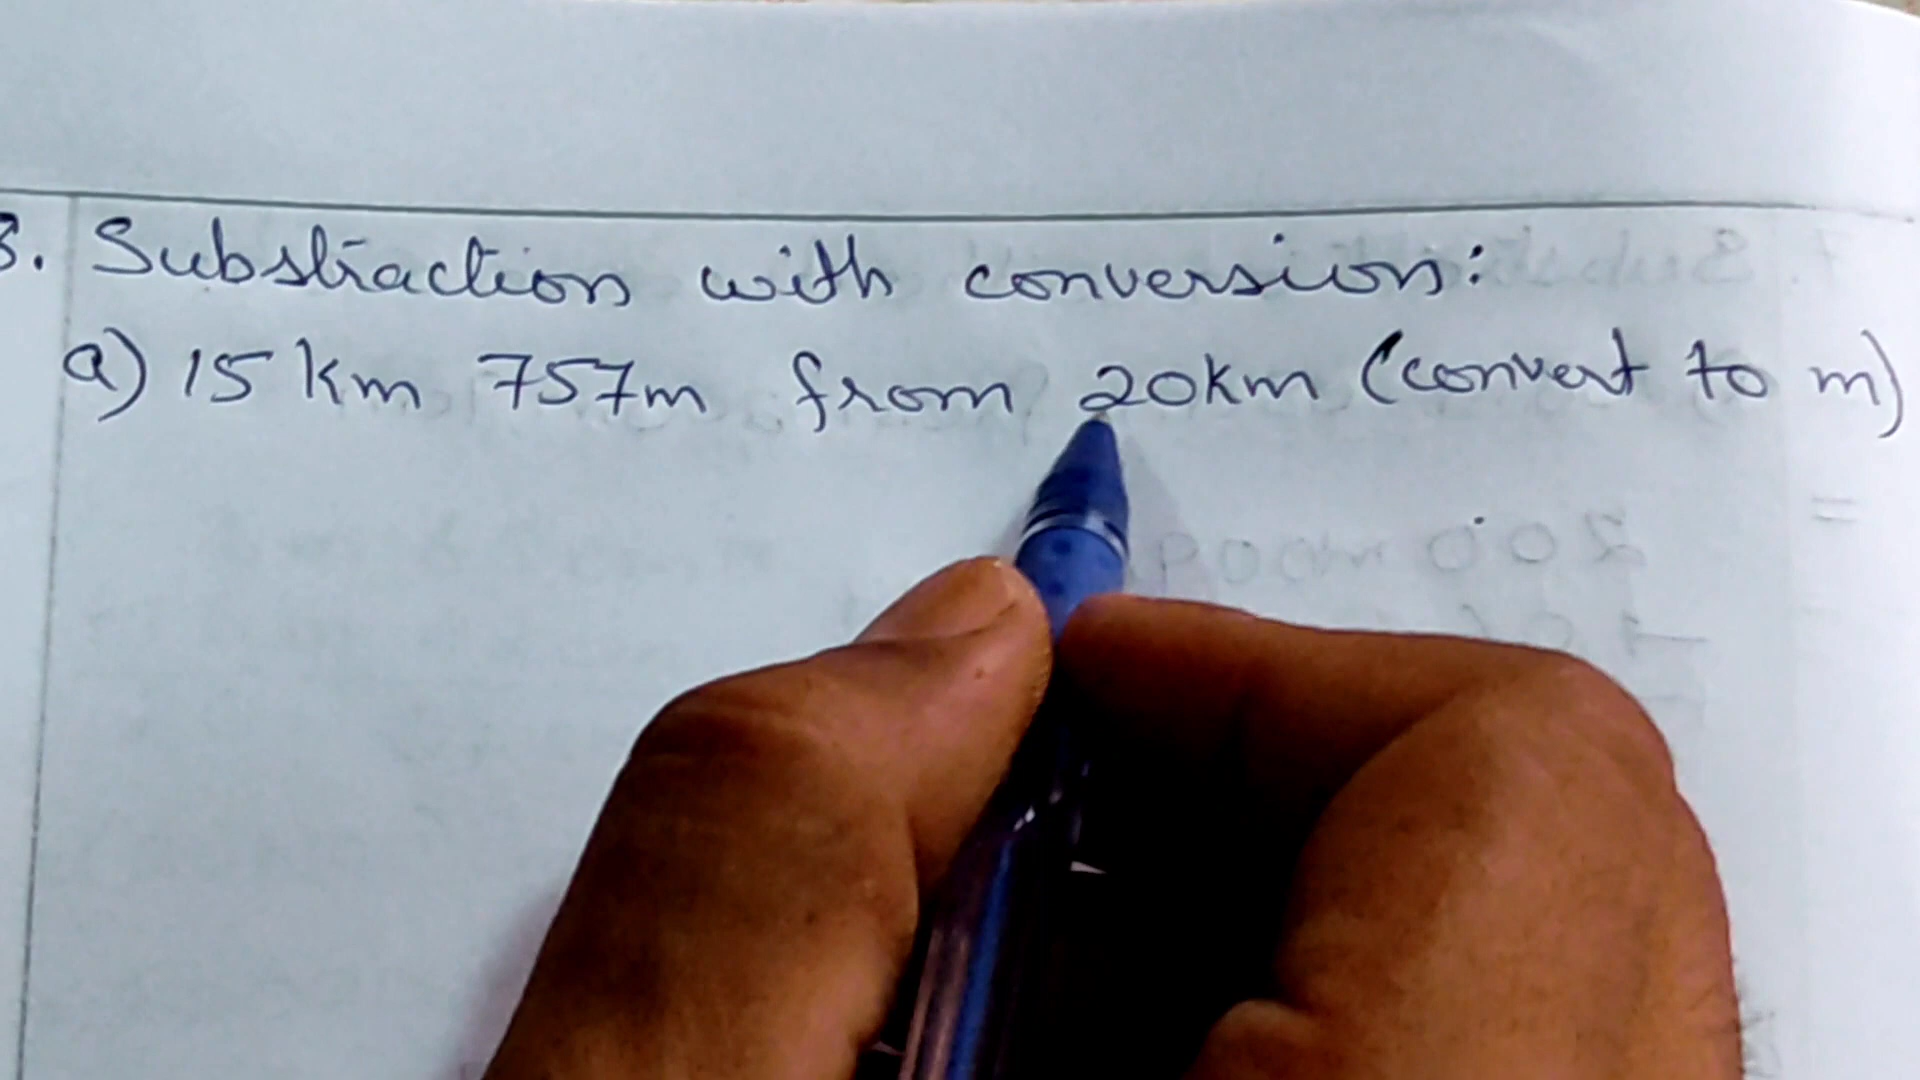 3. Substraction with conversion:
a) 15 km 757m from 20km (convert to m)